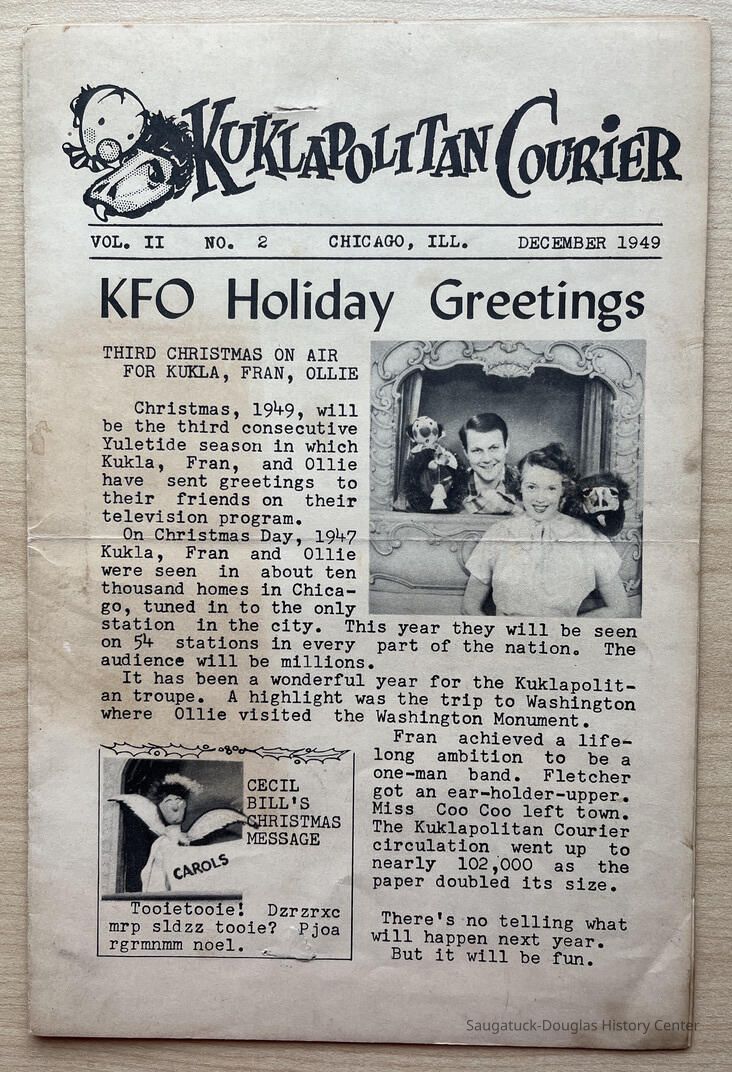 KUKLAPOLITAN COURIER
VOL. II NO. 2 CHICAGO, ILL. DECEMBER 1949
KFO Holiday Greetings
THIRD CHRISTMAS ON AIR
FOR KUKLA, FRAN, OLLIE
Christmas, 1949, will
be the third consecutive
Yuletide season in which
Kukla, Fran, and Ollie
have sent greetings to
their friends on their
television program.
On Christmas Day, 1947
Kukla, Fran and Ollie
were seen in about ten
thousand homes in Chica-
go, tuned in to the only
station in the city. This year they will be seen
on 54 stations in every part of the nation. The
audience will be millions.
It has been a wonderful year for the Kuklapolit-
an troupe. A highlight was the trip to Washington
where Ollie visited the Washington Monument.
Fran achieved a life-
long ambition to be a
one-man band. Fletcher
got an ear-holder-upper.
Miss Coo Coo left town.
The Kuklapolitan Courier
circulation went up to
nearly 102,000 as the
paper doubled its size.
There's no telling what
will happen next year.
But it will be fun.
CECIL
BILL'S
CHRISTMAS
MESSAGE
CAROLS
Tooietooie! Dzrzrxc
mrp sldzz tooie? Pjoa
rgrmnmm noel.
Saugatuck-Douglas History Center